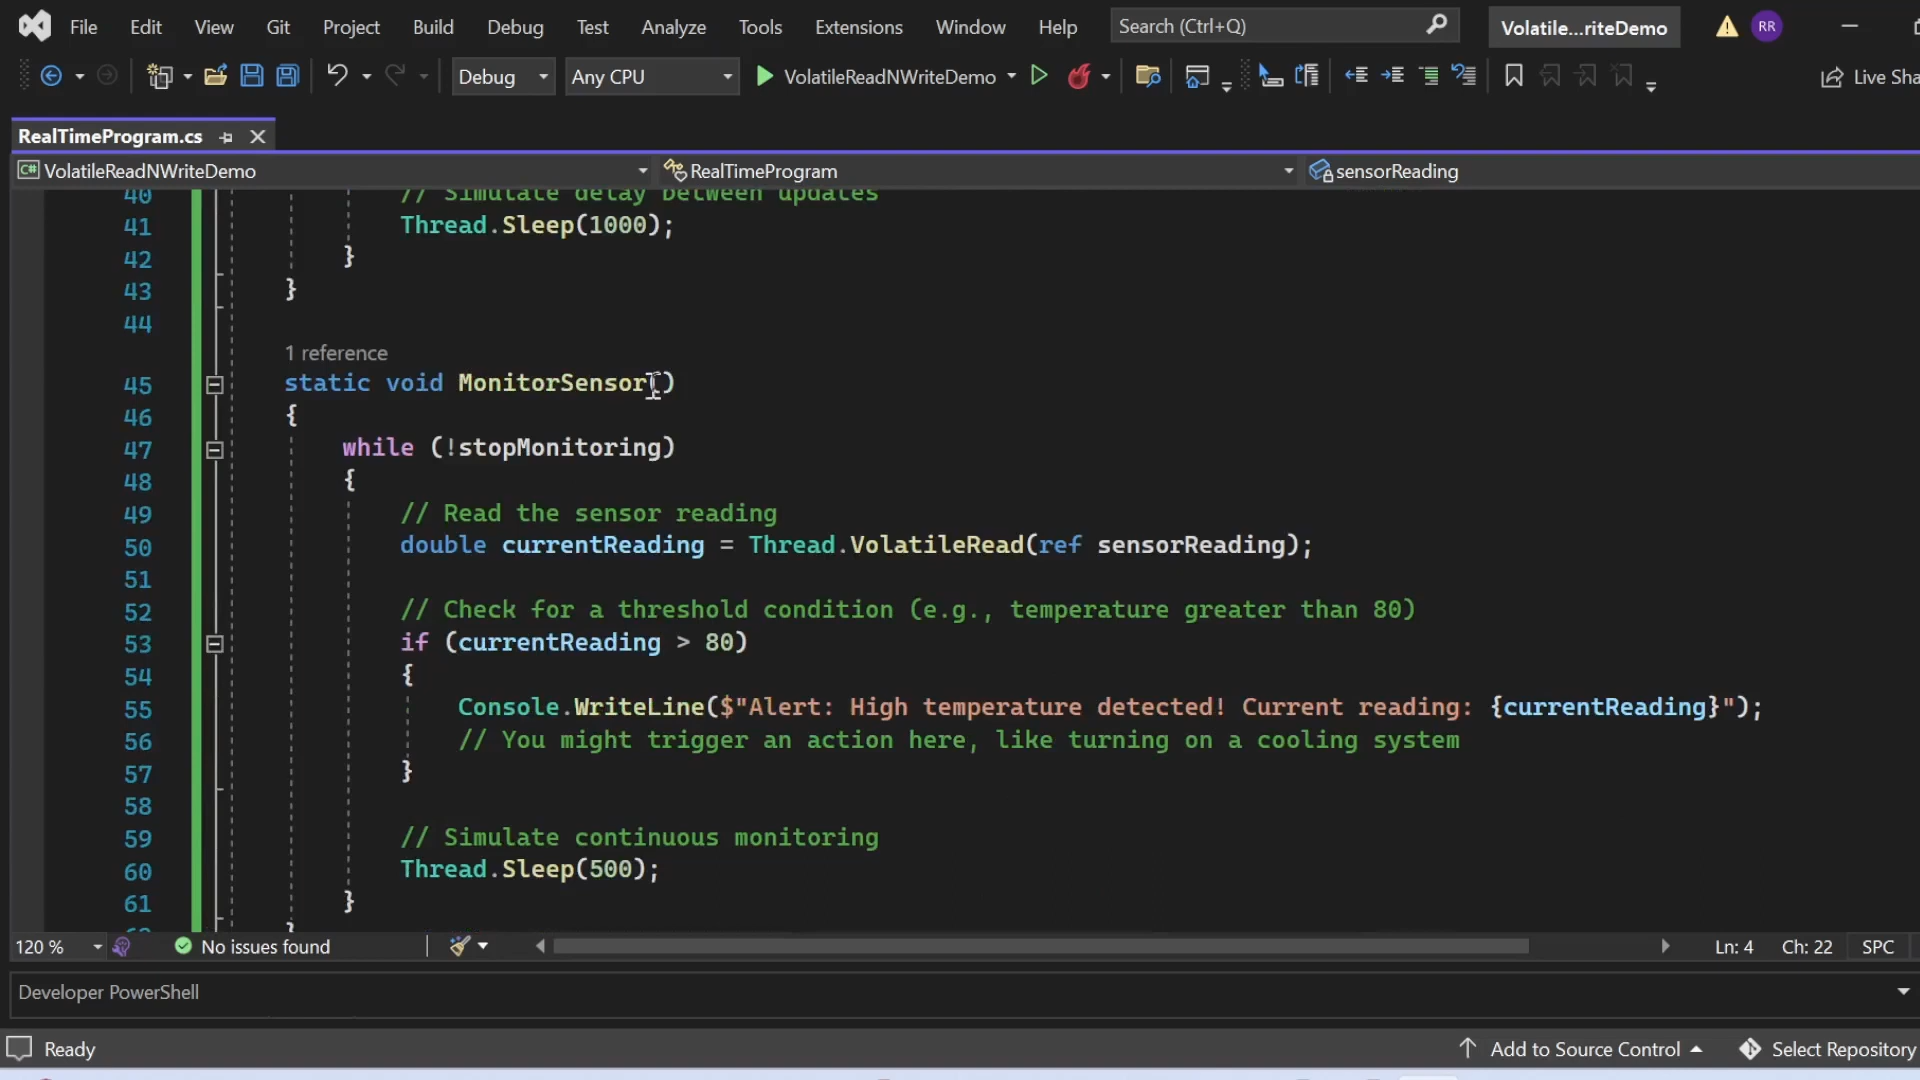 File Edit View Git Project Build Debug Test Analyze Tools Extensions Window Help Search (Ctrl+Q) Volatile...riteDemo RR
Debug Any CPU VolatileReadNWriteDemo Live Sha
RealTimeProgram.cs
C# VolatileReadNWriteDemo RealTimeProgram sensorReading
40 // Simulate delay between updates
41 Thread.Sleep(1000);
42 }
43 }
44
1 reference
45 static void MonitorSensor()
46 {
47 while (!stopMonitoring)
48 {
49 // Read the sensor reading
50 double currentReading = Thread.VolatileRead(ref sensorReading);
51
52 // Check for a threshold condition (e.g., temperature greater than 80)
53 if (currentReading > 80)
54 {
55 Console.WriteLine($"Alert: High temperature detected! Current reading: {currentReading}");
56 // You might trigger an action here, like turning on a cooling system
57 }
58
59 // Simulate continuous monitoring
60 Thread.Sleep(500);
61 }
120 % No issues found Ln: 4 Ch: 22 SPC
Developer PowerShell
Ready Add to Source Control Select Repository